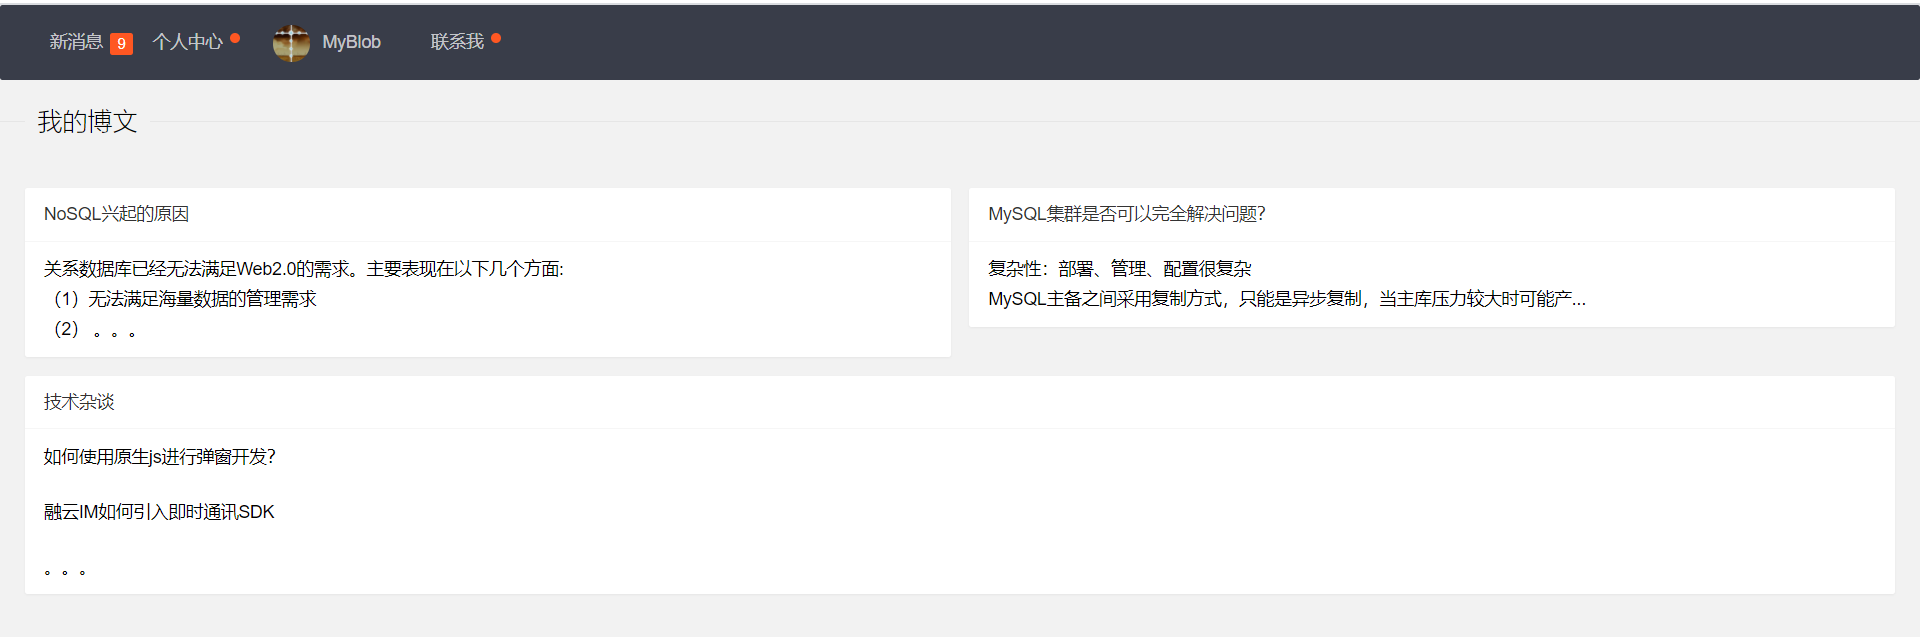 新消息 9 个人中心 MyBlob 联系我
我的博文
NoSQL兴起的原因
关系数据库已经无法满足Web2.0的需求。主要表现在以下几个方面:
（1）无法满足海量数据的管理需求
（2） 。。。
MySQL集群是否可以完全解决问题?
复杂性：部署、管理、配置很复杂
MySQL主备之间采用复制方式，只能是异步复制，当主库压力较大时可能产...
技术杂谈
如何使用原生js进行弹窗开发?
融云IM如何引入即时通讯SDK
。。。